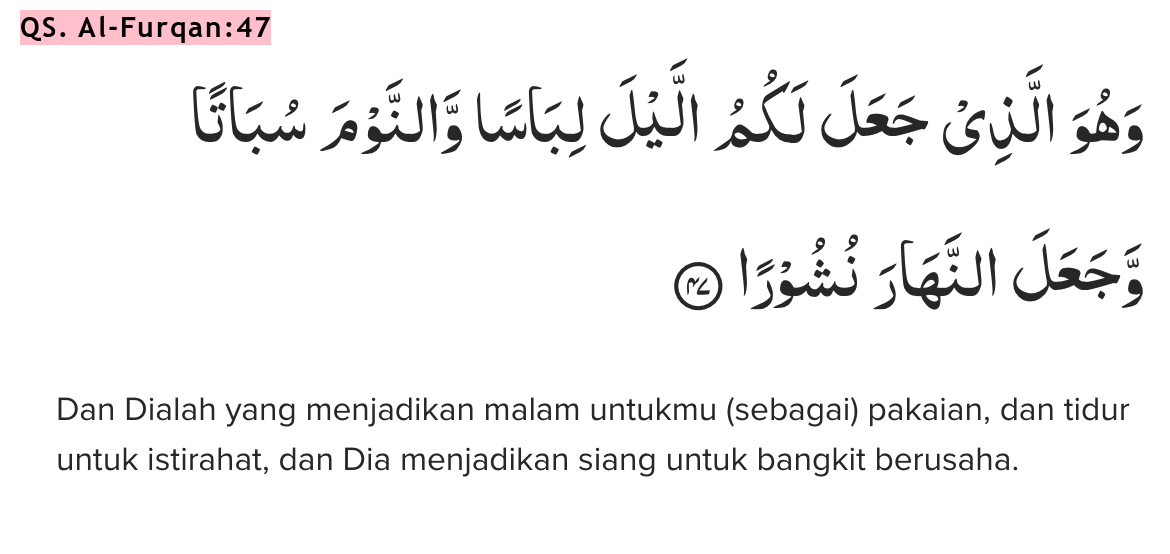 QS. Al-Furqan:47
وَهُوَ الَّذِيْ جَعَلَ لَكُمُ الَّيْلَ لِبَاسًا وَّالنَّوْمَ سُبَاتًا
وَّجَعَلَ النَّهَارَ نُشُوْرًا ۴۷
Dan Dialah yang menjadikan malam untukmu (sebagai) pakaian, dan tidur
untuk istirahat, dan Dia menjadikan siang untuk bangkit berusaha.